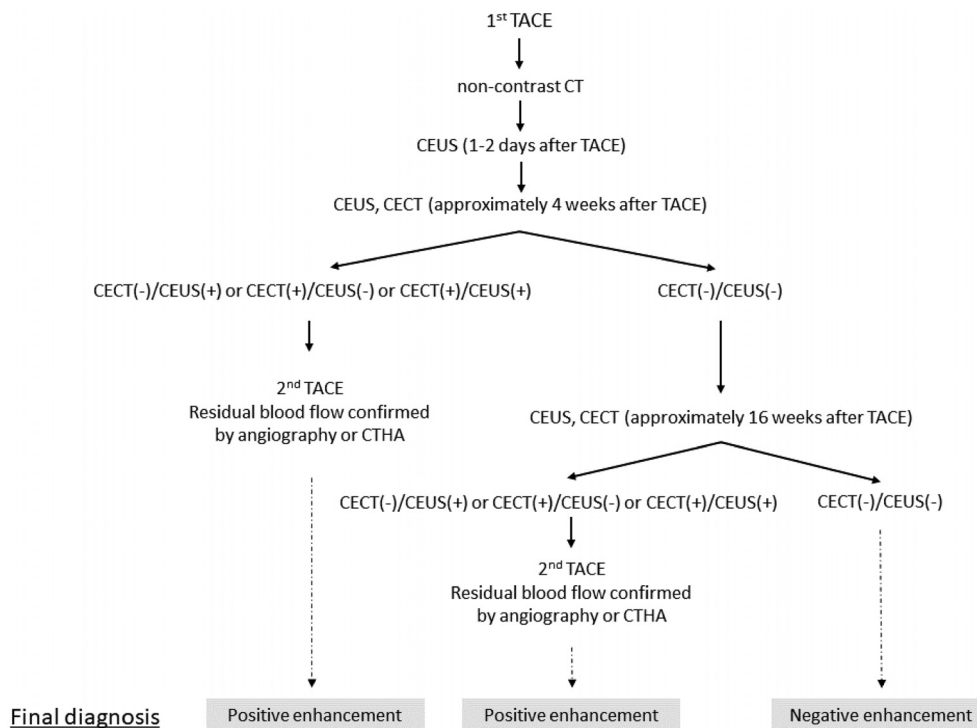 1st TACE
non-contrast CT
CEUS (1-2 days after TACE)
CEUS, CECT (approximately 4 weeks after TACE)
CECT(-)/CEUS(+) or CECT(+)/CEUS(-) or CECT(+)/CEUS(+)
CECT(-)/CEUS(-)
2nd TACE
Residual blood flow confirmed
by angiography or CTHA
CEUS, CECT (approximately 16 weeks after TACE)
CECT(-)/CEUS(+) or CECT(+)/CEUS(-) or CECT(+)/CEUS(+)
CECT(-)/CEUS(-)
2nd TACE
Residual blood flow confirmed
by angiography or CTHA
Final diagnosis
Positive enhancement
Positive enhancement
Negative enhancement